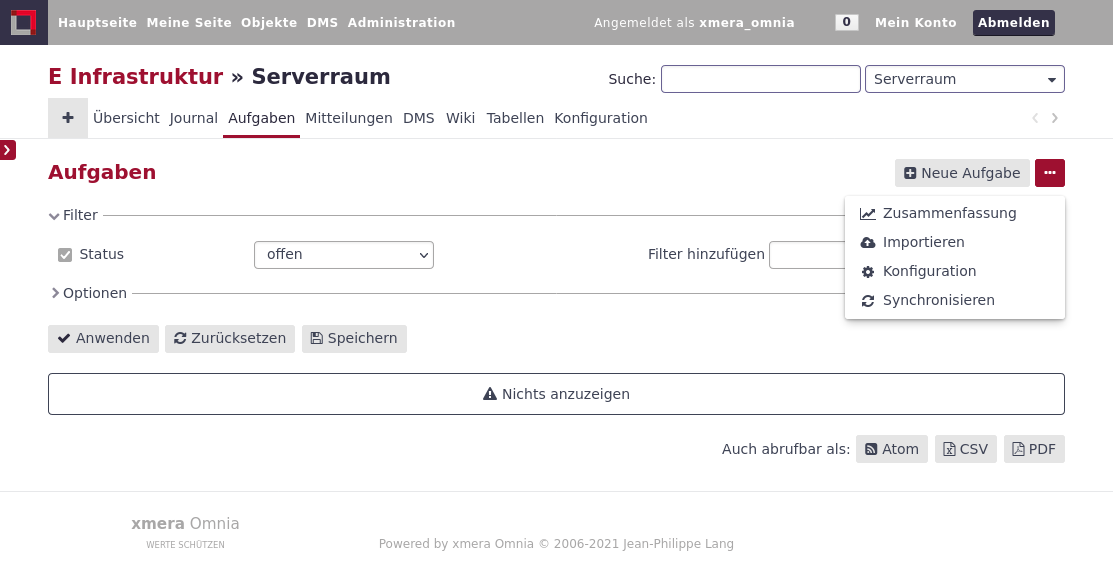 Hauptseite Meine Seite Objekte DMS Administration Angemeldet als xmera_omnia 0 Mein Konto Abmelden
E Infrastruktur » Serverraum Suche: Serverraum
Übersicht Journal Aufgaben Mitteilungen DMS Wiki Tabellen Konfiguration
Aufgaben Neue Aufgabe
Filter Zusammenfassung
Importieren
Status offen Filter hinzufügen
Konfiguration
Optionen Synchronisieren
Anwenden Zurücksetzen Speichern
Nichts anzuzeigen
Auch abrufbar als: Atom CSV PDF
xmera Omnia
WERTE SCHÜTZEN Powered by xmera Omnia © 2006-2021 Jean-Philippe Lang